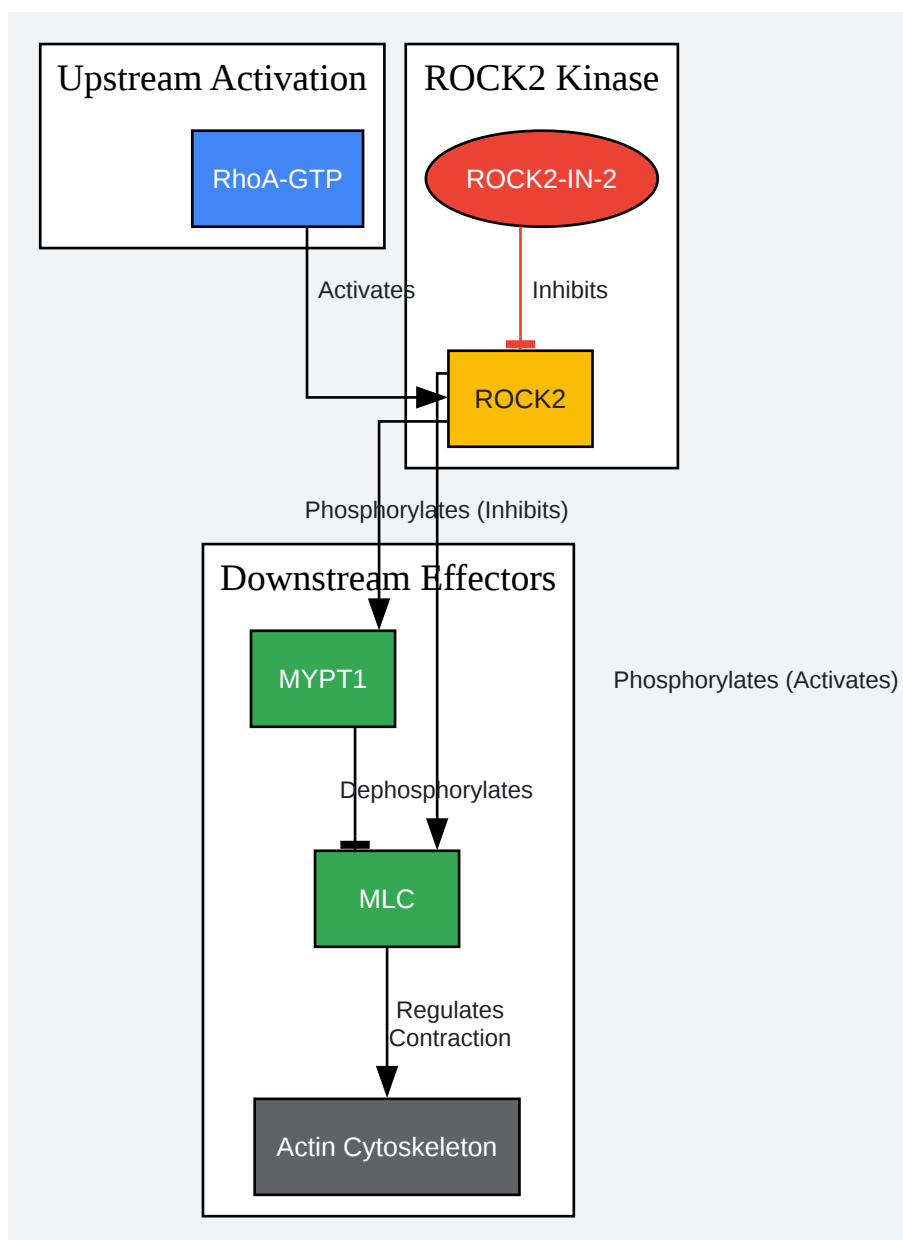 Upstream Activation
ROCK2 Kinase
RhoA-GTP
ROCK2-IN-2
Activates
Inhibits
ROCK2
Phosphorylates (Inhibits)
Downstream Effectors
MYPT1
Phosphorylates (Activates)
Dephosphorylates
MLC
Regulates
Contraction
Actin Cytoskeleton